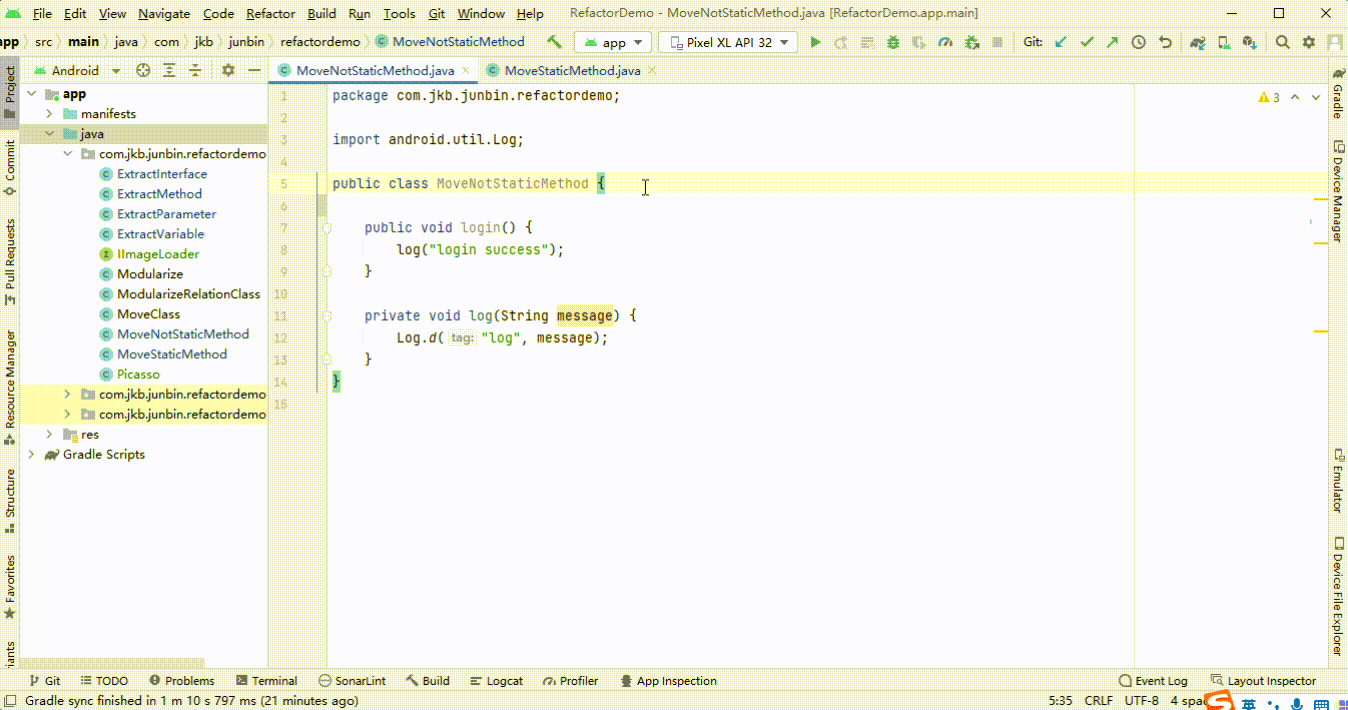 File Edit View Navigate Code Refactor Build Run Tools Git Window Help RefactorDemo - MoveNotStaticMethod.java [RefactorDemo.app.main]
app src main java com jkb junbin refactordemo MoveNotStaticMethod app Pixel XL API 32 Git:
Android MoveNotStaticMethod.java MoveStaticMethod.java
app
manifests
java
com.jkb.junbin.refactordemo
ExtractInterface
ExtractMethod
ExtractParameter
ExtractVariable
IImageLoader
Modularize
ModularizeRelationClass
MoveClass
MoveNotStaticMethod
MoveStaticMethod
Picasso
com.jkb.junbin.refactordemo
com.jkb.junbin.refactordemo
res
Gradle Scripts
1 package com.jkb.junbin.refactordemo;
2
3 import android.util.Log;
4
5 public class MoveNotStaticMethod {
6
7 public void login() {
8 log("login success");
9 }
10
11 private void log(String message) {
12 Log.d( tag: "log", message);
13 }
14 }
15
3
Project
Commit
Pull Requests
Resource Manager
Structure
Favorites
iants
Gradle
Device Manager
Emulator
Device File Explorer
Git TODO Problems Terminal SonarLint Build Logcat Profiler App Inspection Event Log Layout Inspector
Gradle sync finished in 1 m 10 s 797 ms (21 minutes ago) 5:35 CRLF UTF-8 4 spac
英